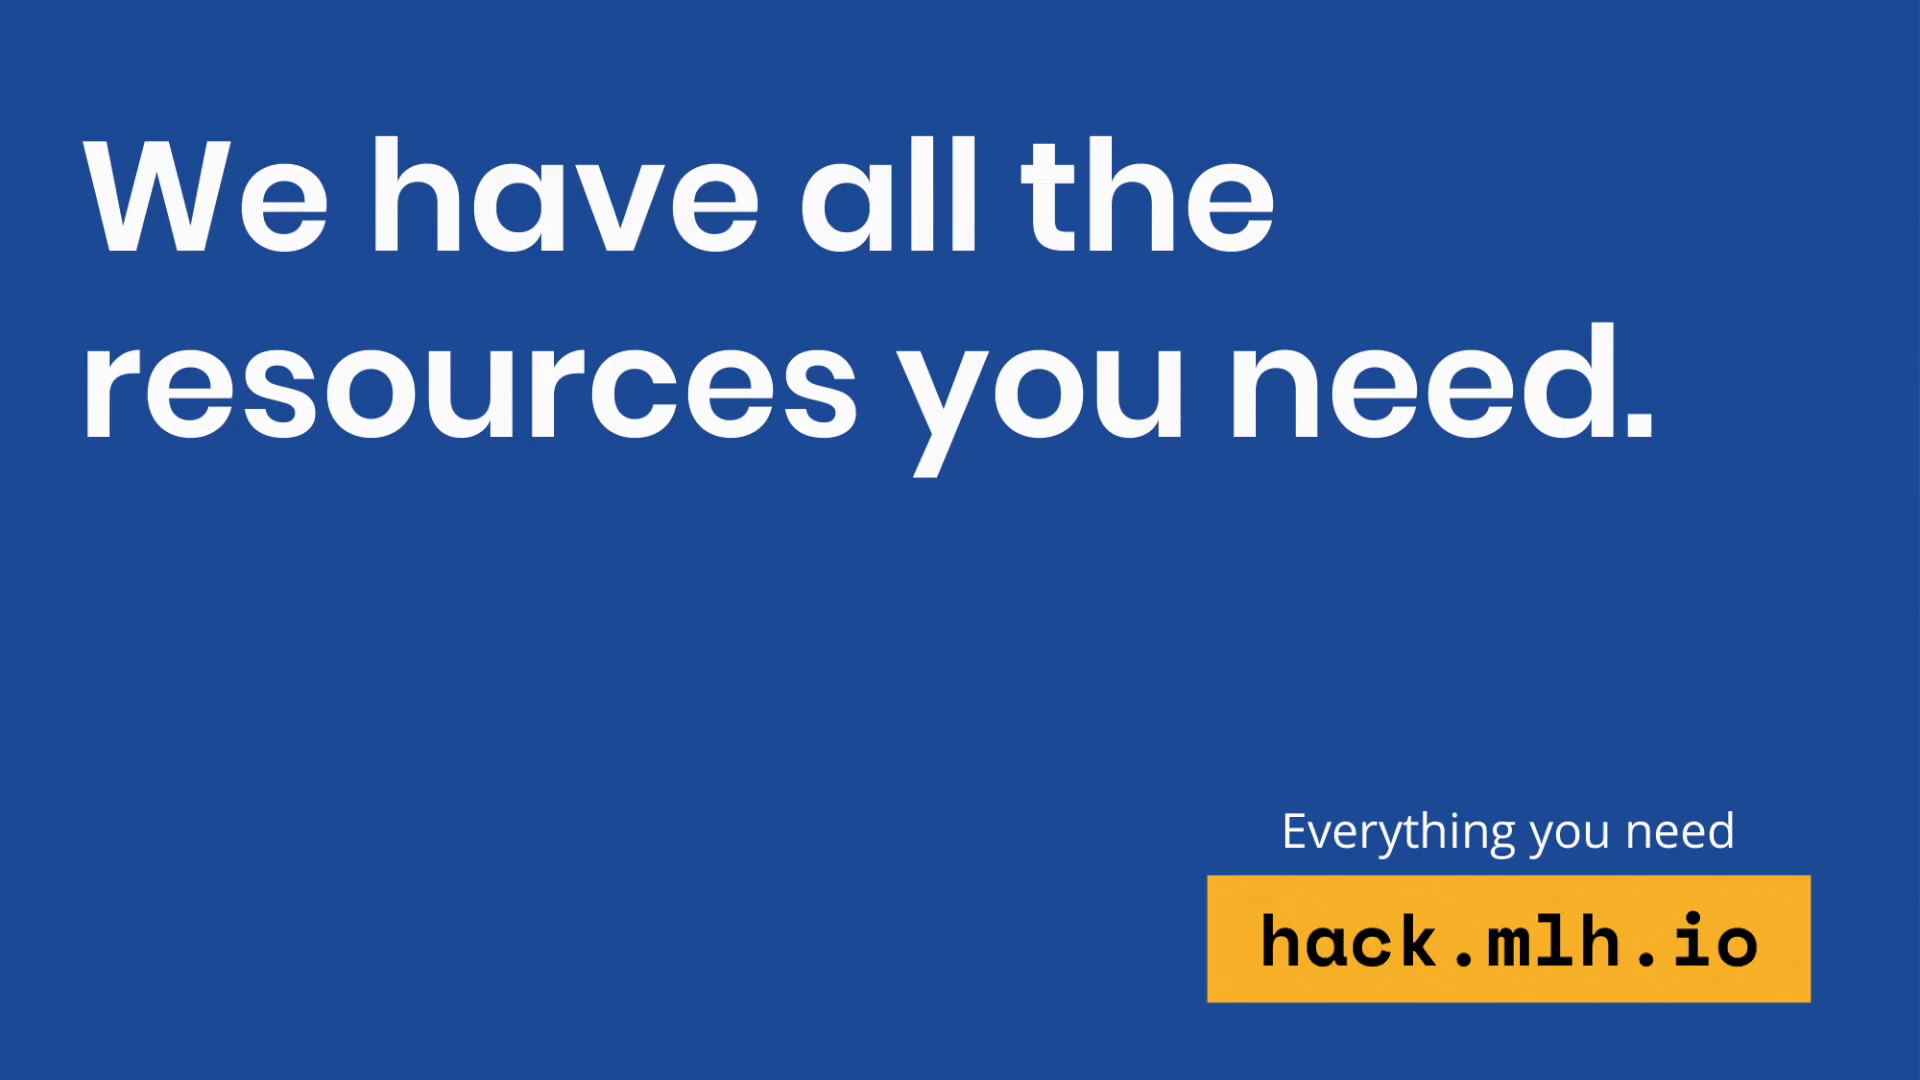 We have all the
resources you need.
Everything you need
hack.mlh.io